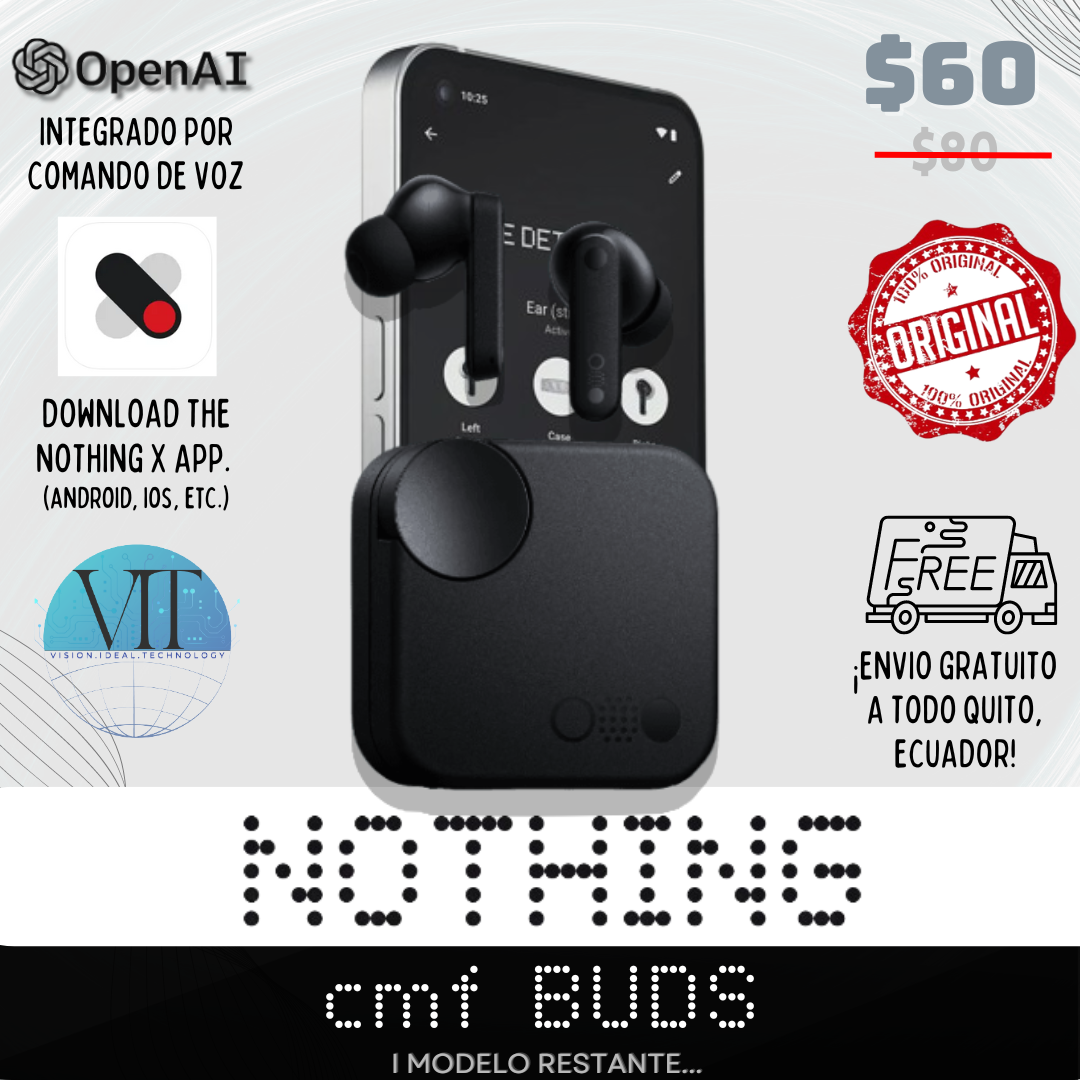 OpenAI
INTEGRADO POR
COMANDO DE VOZ
DOWNLOAD THE
NOTHING X APP.
(ANDROID, IOS, ETC.)
VIT
VISION.IDEAL.TECHNOLOGY
10:25
E DET
Ear (st
Activ
Left
Case
$60
$80
100% ORIGINAL
ORIGINAL
100% ORIGINAL
FREE
¡ENVIO GRATUITO
A TODO QUITO,
ECUADOR!
NOTHING
cmf BUDS
1 MODELO RESTANTE...